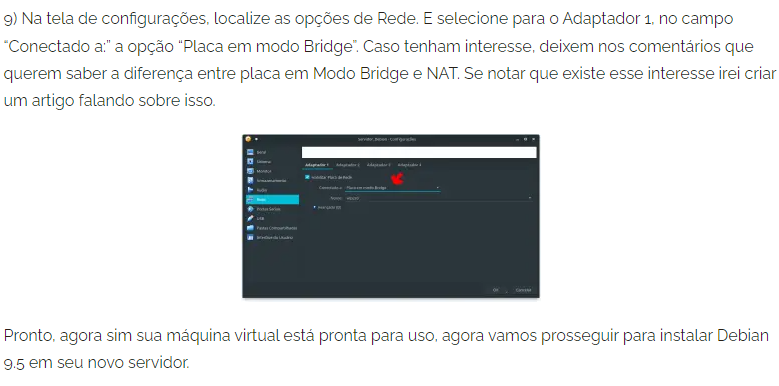 9) Na tela de configurações, localize as opções de Rede. E selecione para o Adaptador 1, no campo
“Conectado a:” a opção “Placa em modo Bridge”. Caso tenham interesse, deixem nos comentários que
querem saber a diferença entre placa em Modo Bridge e NAT. Se notar que existe esse interesse irei criar
um artigo falando sobre isso.
Servidor_Debian - Configurações
Geral
Sistema
Monitor
Armazenamento
Áudio
Rede
Portas Seriais
USB
Pastas Compartilhadas
Interface do Usuário
Adaptador 1 Adaptador 2 Adaptador 3 Adaptador 4
Habilitar Placa de Rede
Conectado a: Placa em modo Bridge
Nome:
Avançado (D)
OK Cancelar
Pronto, agora sim sua máquina virtual está pronta para uso, agora vamos prosseguir para instalar Debian
9.5 em seu novo servidor.